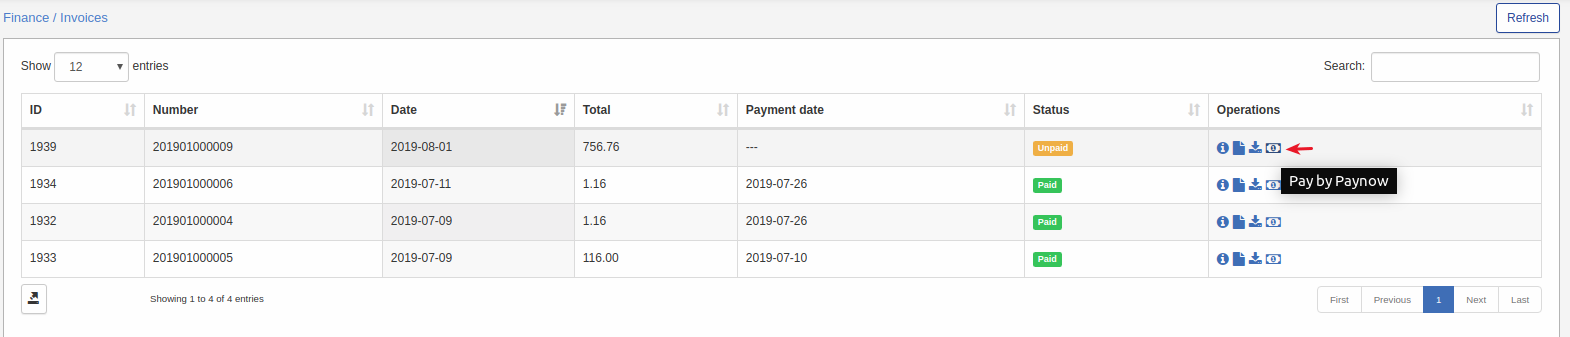 Finance / Invoices
Refresh
Show 12 entries
Search:
ID Number Date Total Payment date Status Operations
1939 201901000009 2019-08-01 756.76 --- Unpaid
1934 201901000006 2019-07-11 1.16 2019-07-26 Paid
Pay by Paynow
1932 201901000004 2019-07-09 1.16 2019-07-26 Paid
1933 201901000005 2019-07-09 116.00 2019-07-10 Paid
Showing 1 to 4 of 4 entries
First Previous 1 Next Last